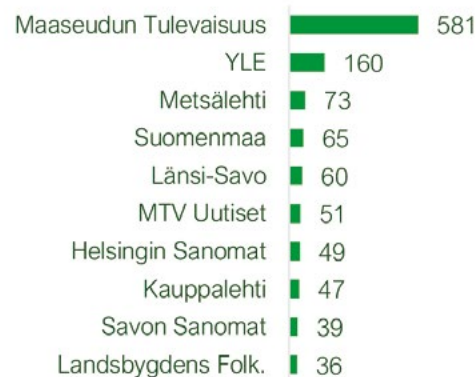 Maaseudun Tulevaisuus 581
YLE 160
Metsälehti 73
Suomenmaa 65
Länsi-Savo 60
MTV Uutiset 51
Helsingin Sanomat 49
Kauppalehti 47
Savon Sanomat 39
Landsbygdens Folk. 36